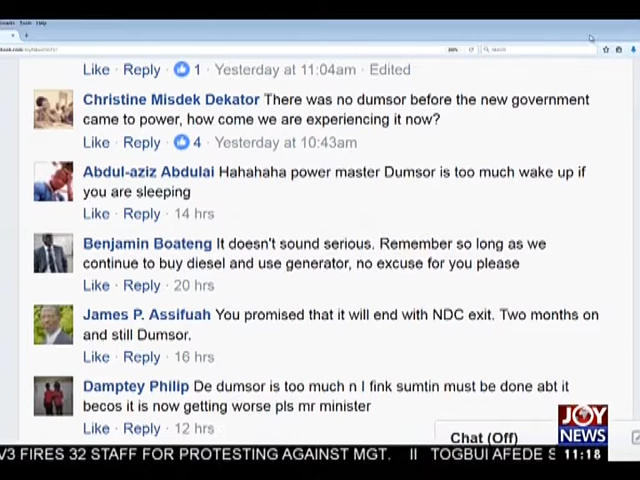 Tools Help
Like · Reply · 1 · Yesterday at 11:04am · Edited
Christine Misdek Dekator There was no dumsor before the new government
came to power, how come we are experiencing it now?
Like · Reply · 4 · Yesterday at 10:43am
Abdul-aziz Abdulai Hahahaha power master Dumsor is too much wake up if
you are sleeping
Like · Reply · 14 hrs
Benjamin Boateng It doesn't sound serious. Remember so long as we
continue to buy diesel and use generator, no excuse for you please
Like · Reply · 20 hrs
James P. Assifuah You promised that it will end with NDC exit. Two months on
and still Dumsor.
Like · Reply · 16 hrs
Damptey Philip De dumsor is too much n I fink sumtin must be done abt it
becos it is now getting worse pls mr minister
Like · Reply · 12 hrs
Chat (Off)
JOY
NEWS
V3 FIRES 32 STAFF FOR PROTESTING AGAINST MGT. II TOGBUI AFEDE S
11:18